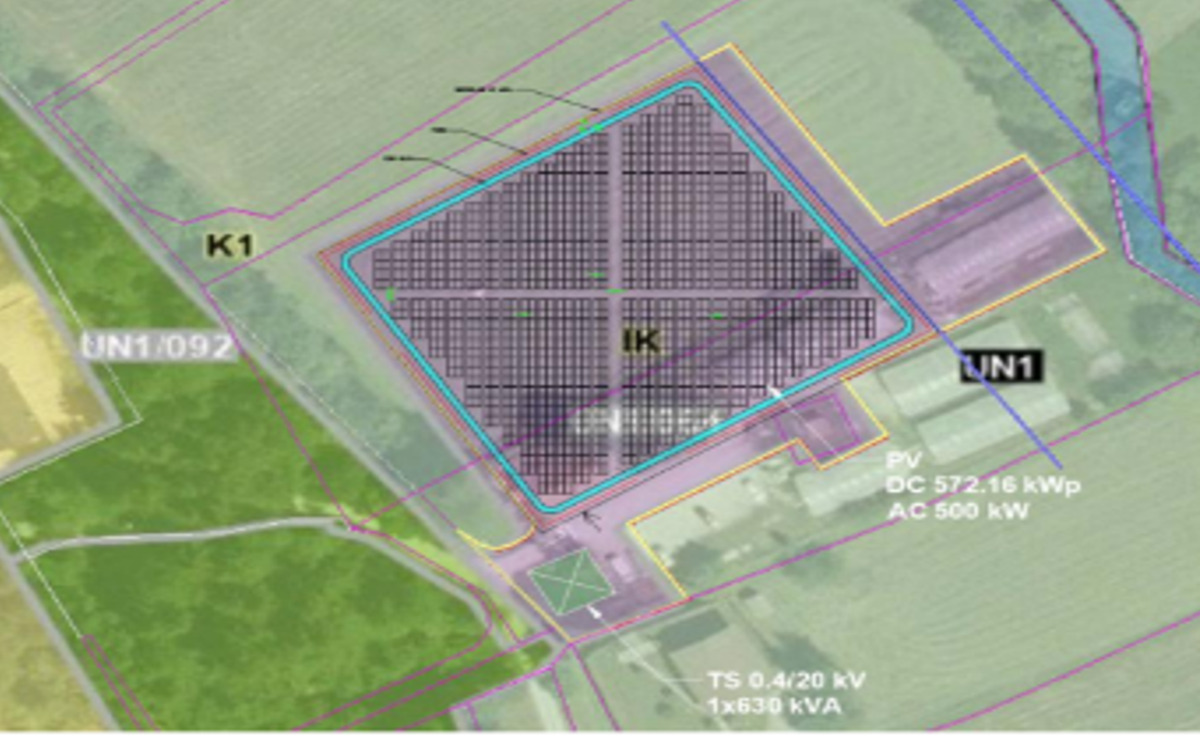 K1
UN1/092
IK
UN1
PV
DC 572.16 kWp
AC 500 kW
TS 0.4/20 kV
1x630 kVA